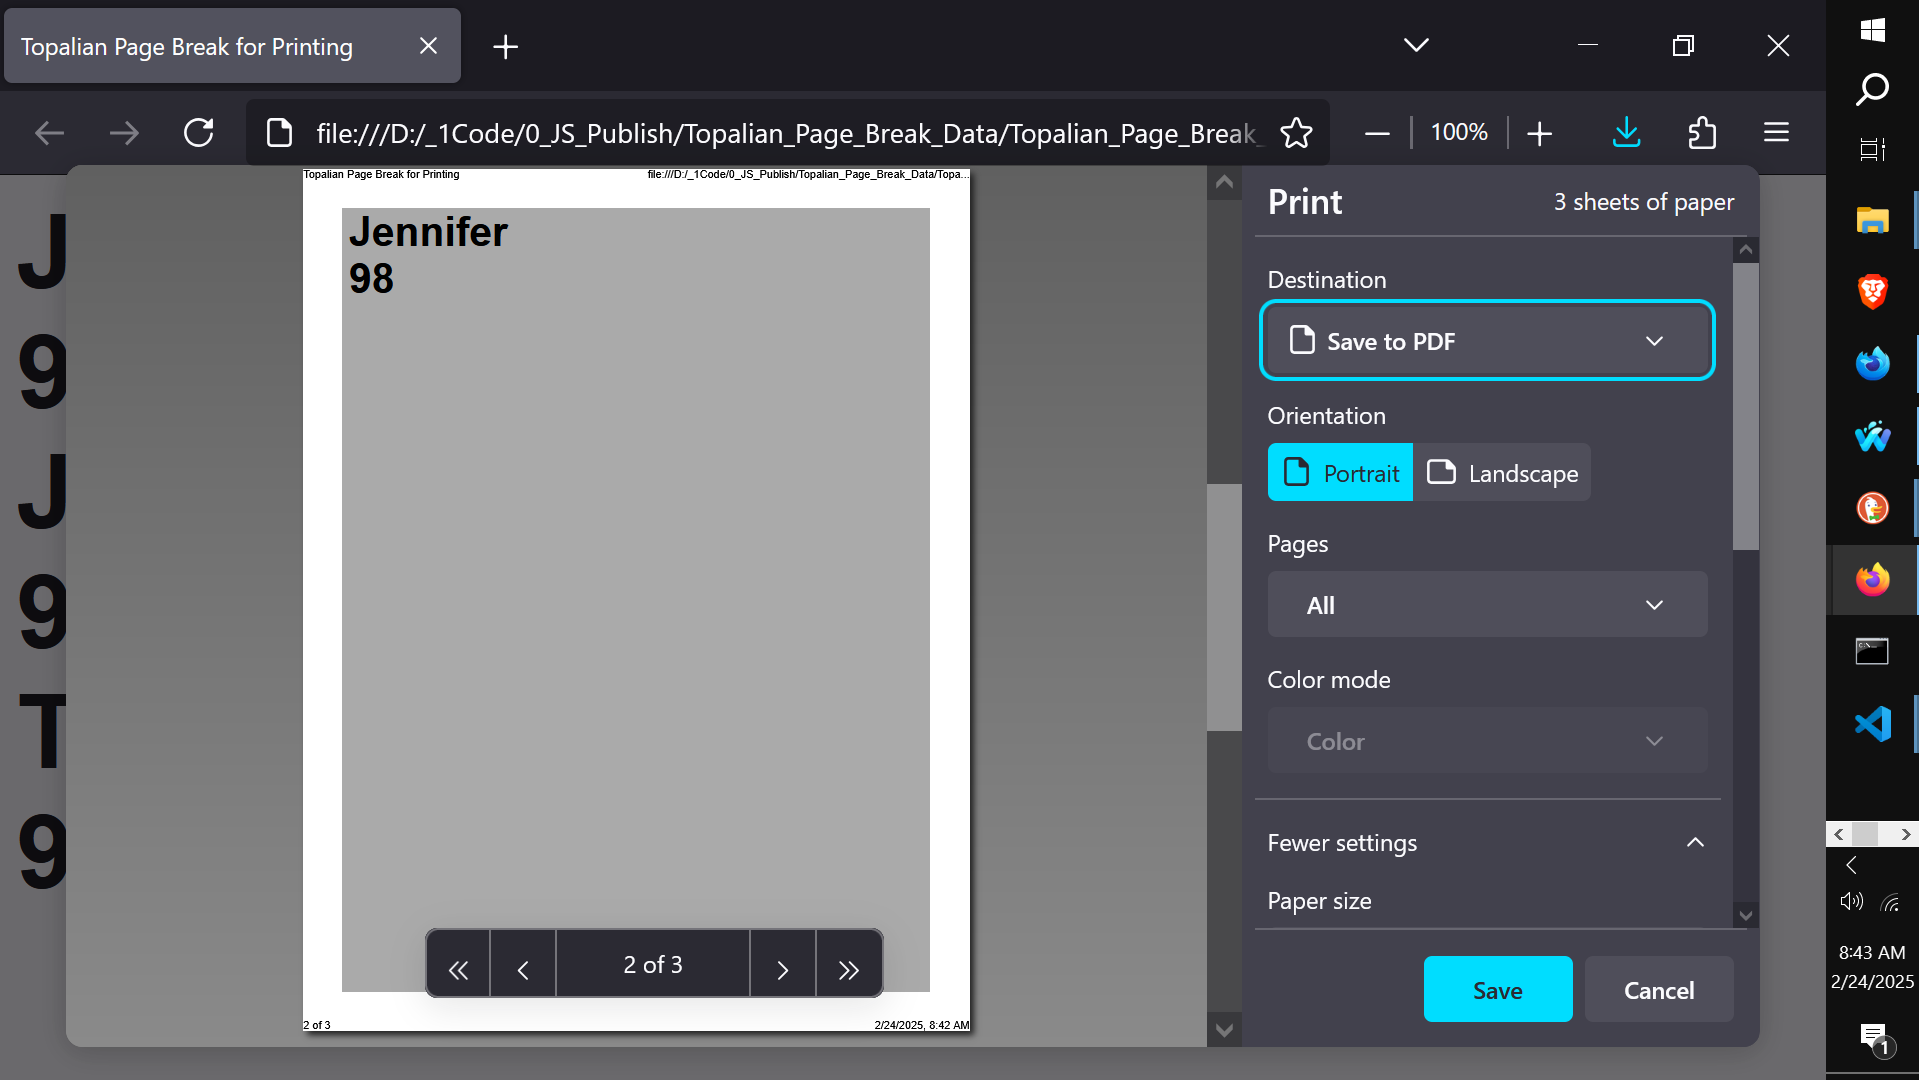 Topalian Page Break for Printing
file:///D:/_1Code/0_JS_Publish/Topalian_Page_Break_Data/Topalian_Page_Break_
100%
J
9
J
9
T
9
Topalian Page Break for Printing
file:///D:/_1Code/0_JS_Publish/Topalian_Page_Break_Data/Topa...
Jennifer
98
2 of 3
2 of 3
2/24/2025, 8:42 AM
Print
3 sheets of paper
Destination
Save to PDF
Orientation
Portrait
Landscape
Pages
All
Color mode
Color
Fewer settings
Paper size
Save
Cancel
8:43 AM
2/24/2025
1